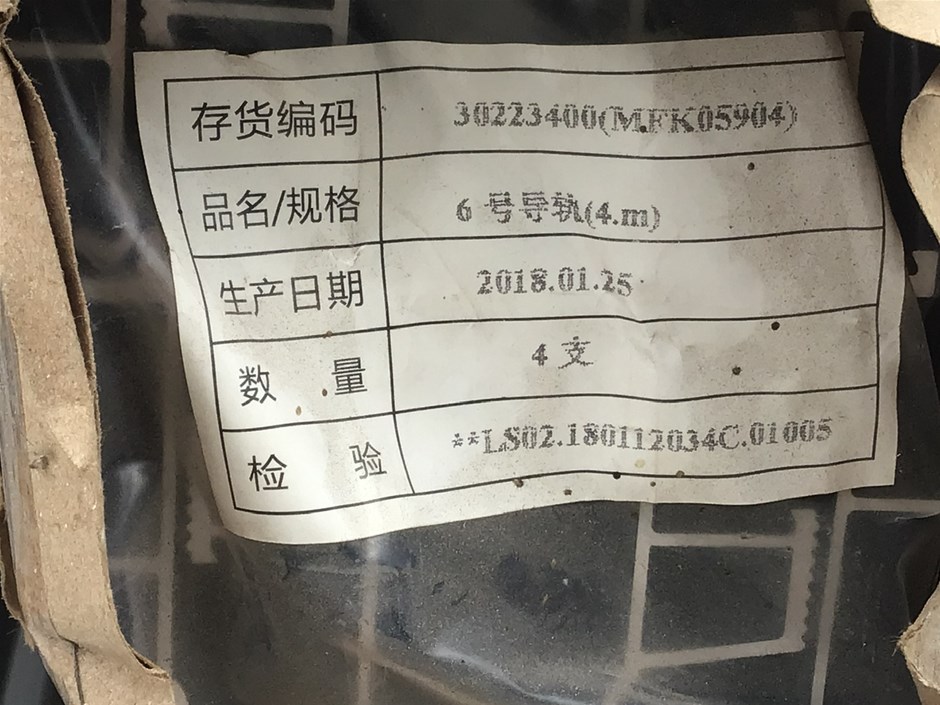 存货编码 30223400(MFK05904)
品名/规格 6 号导轨(4.m)
生产日期 2018.01.25
数 量 4 支
检 验 **LS02.180112034C.01005